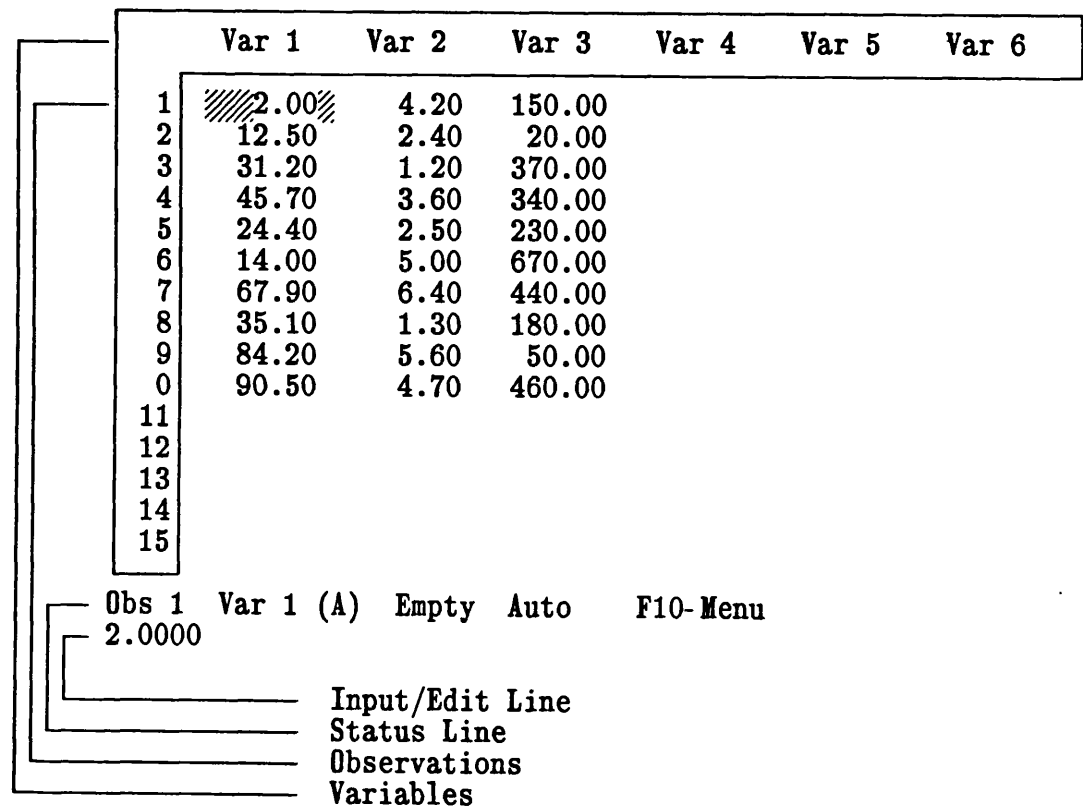 Var 1 Var 2 Var 3 Var 4 Var 5 Var 6
1 2.00 4.20 150.00
2 12.50 2.40 20.00
3 31.20 1.20 370.00
4 45.70 3.60 340.00
5 24.40 2.50 230.00
6 14.00 5.00 670.00
7 67.90 6.40 440.00
8 35.10 1.30 180.00
9 84.20 5.60 50.00
0 90.50 4.70 460.00
11
12
13
14
15
Obs 1 Var 1 (A) Empty Auto F10-Menu
2.0000
Input/Edit Line
Status Line
Observations
Variables